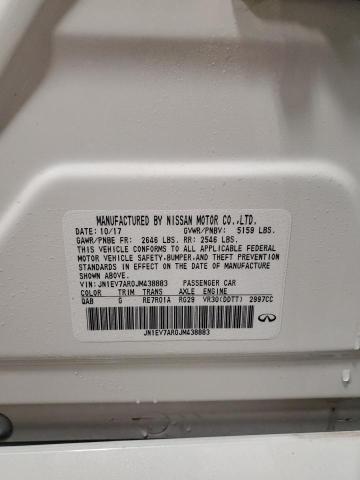 MANUFACTURED BY NISSAN MOTOR CO.,LTD.
DATE: 10/17 GVWR/PNBV: 5159 LBS.
GAWR/PNBE FR: 2646 LBS. RR: 2546 LBS.
THIS VEHICLE CONFORMS TO ALL APPLICABLE FEDERAL
MOTOR VEHICLE SAFETY,BUMPER,AND THEFT PREVENTION
STANDARDS IN EFFECT ON THE DATE OF MANUFACTURE
SHOWN ABOVE.
VIN: JN1EV7AR0JM438883 PASSENGER CAR
COLOR TRIM TRANS AXLE ENGINE
QAB G RE7R01A RG29 VR30(DDTT) 2997CC
JN1EV7AR0JM438883
INFINITI